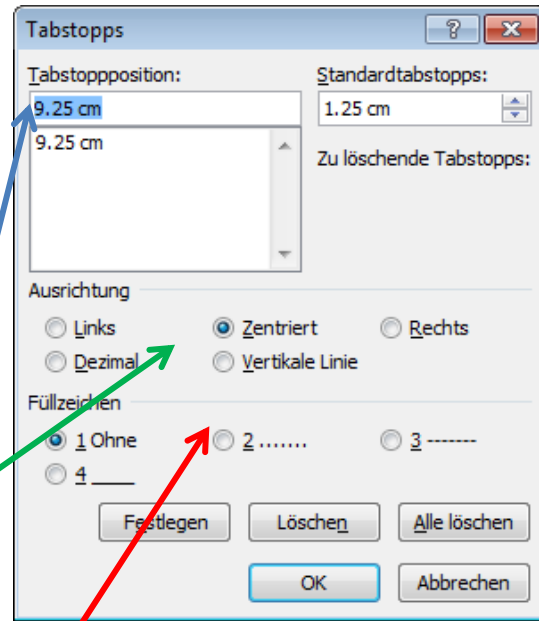 Tabstopps
Tabstoppposition: Standardtabstopps:
9.25 cm 1.25 cm
9.25 cm
Zu löschende Tabstopps:
Ausrichtung
Links Zentriert Rechts
Dezimal Vertikale Linie
Füllzeichen
1 Ohne 2 ....... 3 -------
4 ____
Festlegen Löschen Alle löschen
OK Abbrechen